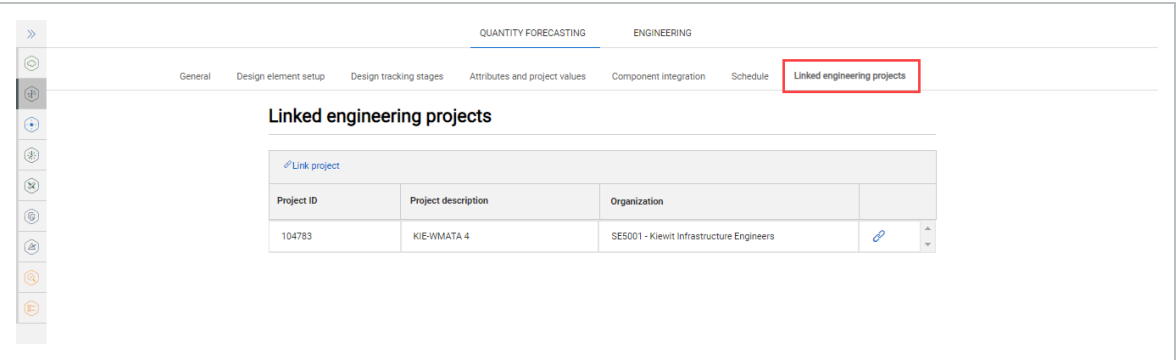 QUANTITY FORECASTING ENGINEERING
General Design element setup Design tracking stages Attributes and project values Component integration Schedule Linked engineering projects
Linked engineering projects
Link project
Project ID Project description Organization
104783 KIE-WMATA 4 SE5001 - Kiewit Infrastructure Engineers